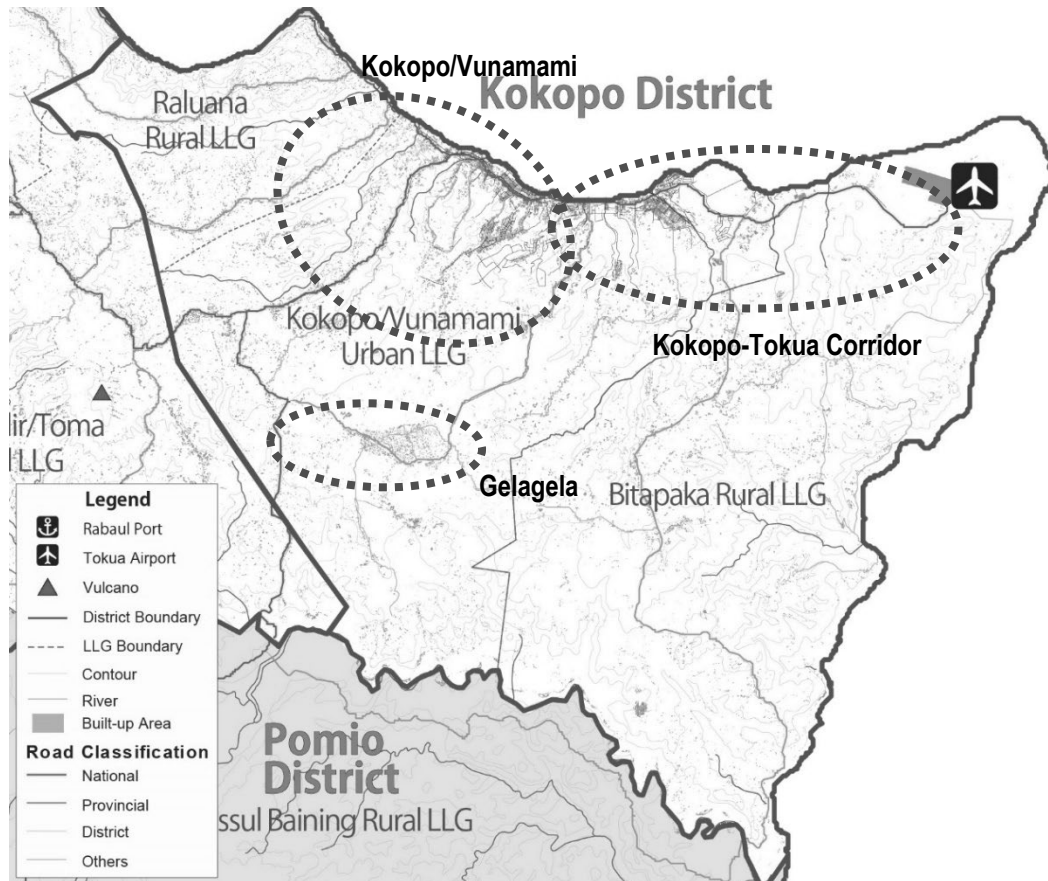 Kokopo/Vunamami
Kokopo District
Raluana
Rural LLG
Kokopo/Vunamami
Urban LLG
Kokopo-Tokua Corridor
ir/Toma
LLG
Gelagela
Bitapaka Rural LLG
Legend
Rabaul Port
Tokua Airport
Vulcano
District Boundary
LLG Boundary
Contour
River
Built-up Area
Road Classification
National
Provincial
District
Others
Pomio
District
ssul Baining Rural LLG